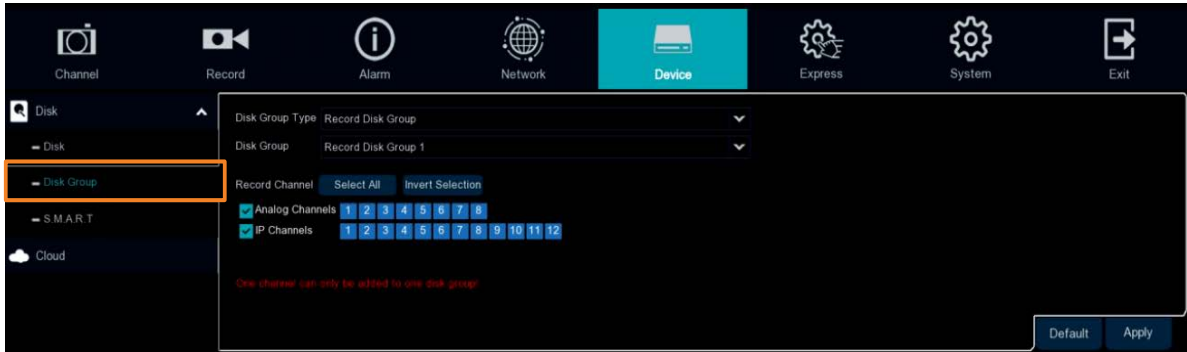 Channel Record Alarm Network Device Express System Exit
Disk
Disk
Disk Group
S.M.A.R.T
Cloud
Disk Group Type Record Disk Group
Disk Group Record Disk Group 1
Record Channel Select All Invert Selection
Analog Channels 1 2 3 4 5 6 7 8
IP Channels 1 2 3 4 5 6 7 8 9 10 11 12
One channel can only be added to one disk group!
Default Apply